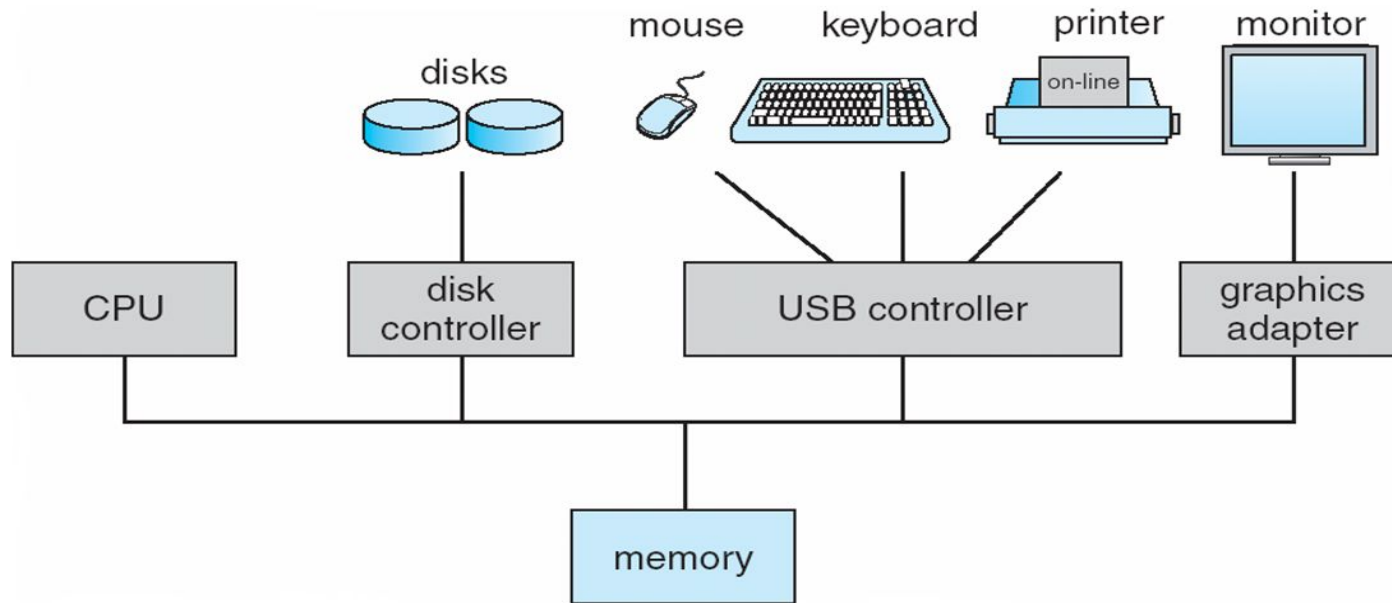 mouse keyboard printer monitor
disks
on-line
CPU
disk
controller
USB controller
graphics
adapter
memory